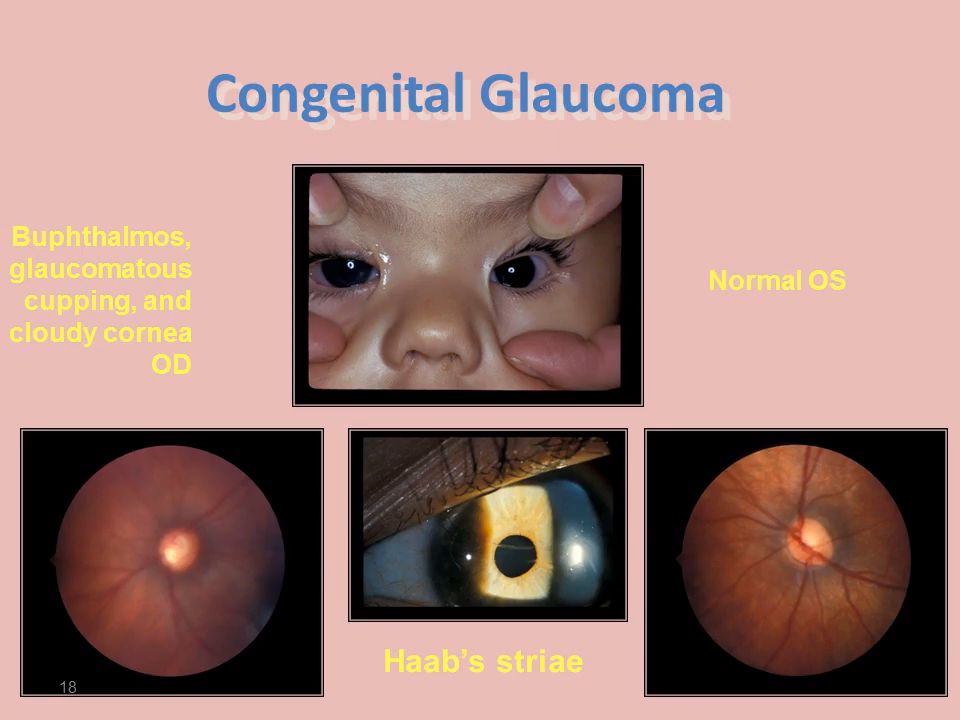 Congenital Glaucoma
Buphthalmos,
glaucomatous
cupping, and
cloudy cornea
OD
Normal OS
Haab’s striae
18